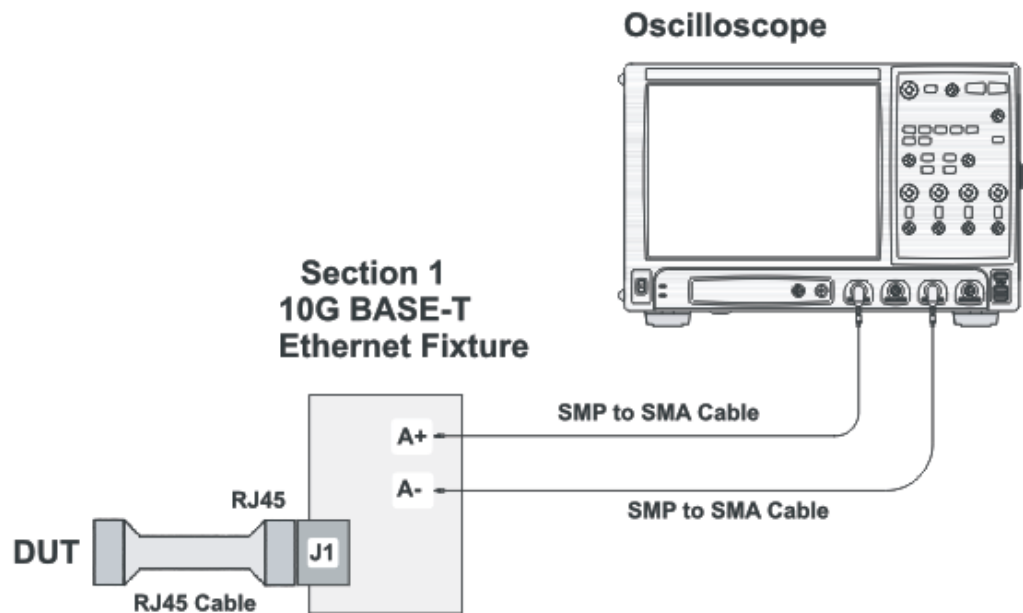 Oscilloscope
Section 1
10G BASE-T
Ethernet Fixture
SMP to SMA Cable
A+
A-
SMP to SMA Cable
RJ45
DUT
J1
RJ45 Cable